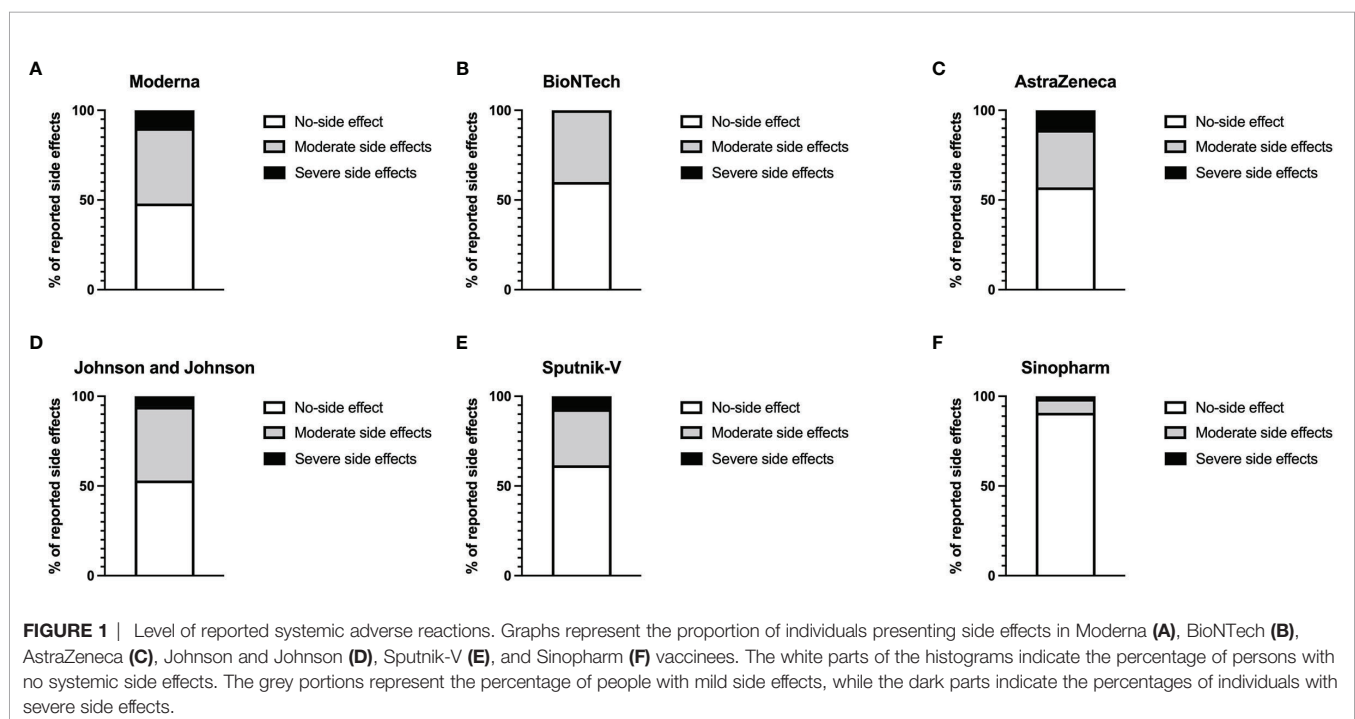 A
Moderna
% of reported side effects
100
50
0
No-side effect
Moderate side effects
Severe side effects
B
BioNTech
% of reported side effects
100
50
0
No-side effect
Moderate side effects
Severe side effects
C
AstraZeneca
% of reported side effects
100
50
0
No-side effect
Moderate side effects
Severe side effects
D
Johnson and Johnson
% of reported side effects
100
50
0
No-side effect
Moderate side effects
Severe side effects
E
Sputnik-V
% of reported side effects
100
50
0
No-side effect
Moderate side effects
Severe side effects
F
Sinopharm
% of reported side effects
100
50
0
No-side effect
Moderate side effects
Severe side effects
FIGURE 1 | Level of reported systemic adverse reactions. Graphs represent the proportion of individuals presenting side effects in Moderna (A), BioNTech (B),
AstraZeneca (C), Johnson and Johnson (D), Sputnik-V (E), and Sinopharm (F) vaccinees. The white parts of the histograms indicate the percentage of persons with
no systemic side effects. The grey portions represent the percentage of people with mild side effects, while the dark parts indicate the percentages of individuals with
severe side effects.